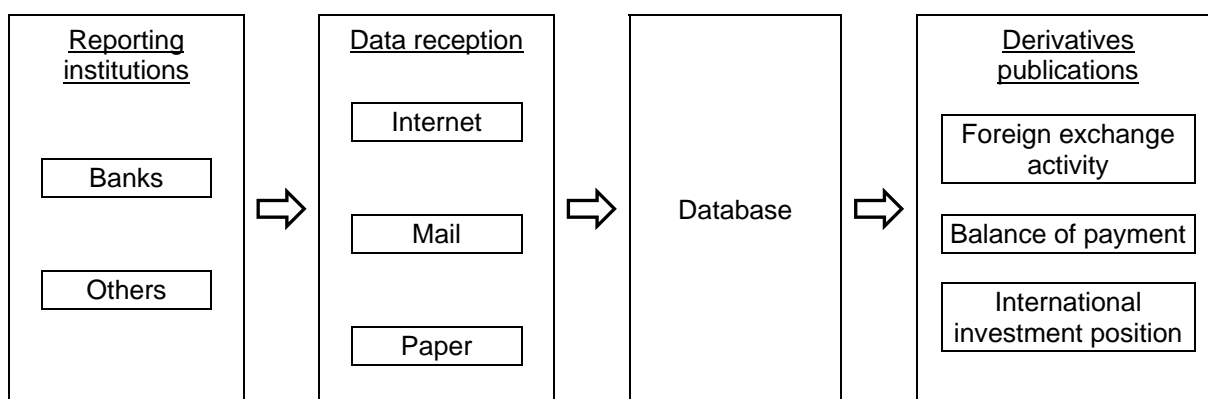 Reporting
institutions
Banks
Others
Data reception
Internet
Mail
Paper
Database
Derivatives
publications
Foreign exchange
activity
Balance of payment
International
investment position